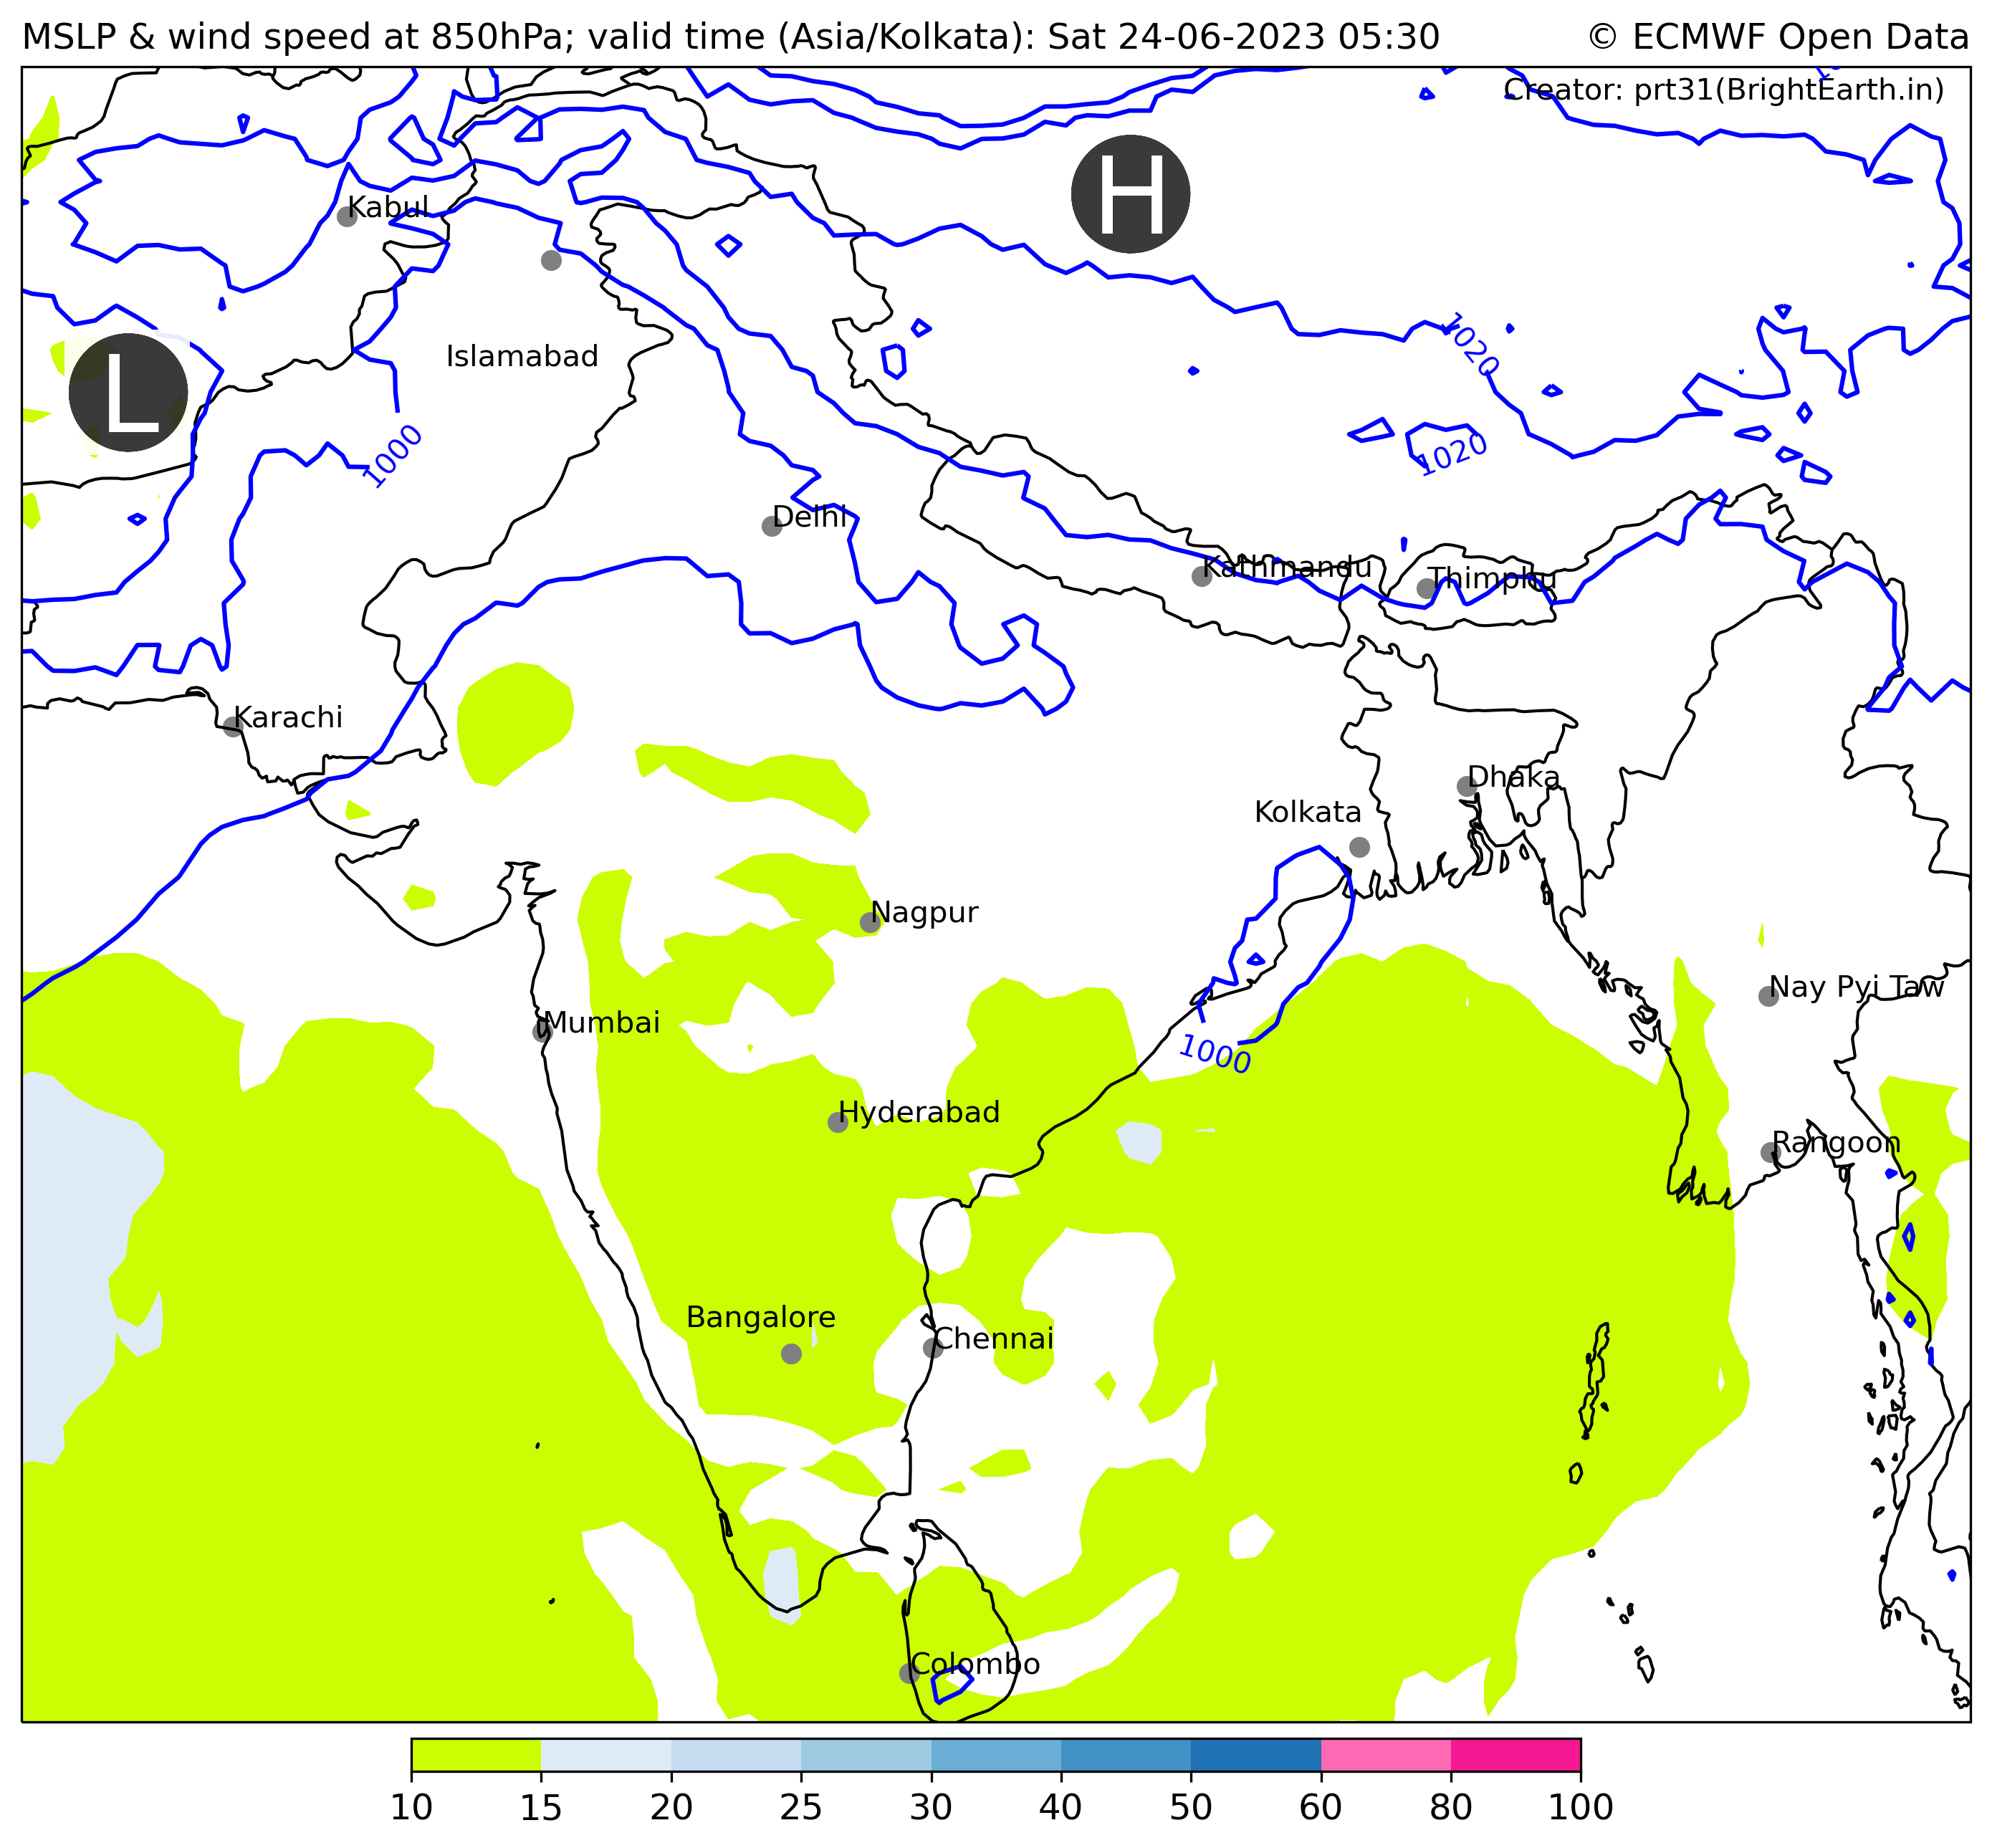 MSLP & wind speed at 850hPa; valid time (Asia/Kolkata): Sat 24-06-2023 05:30
© ECMWF Open Data
Creator: prt31(BrightEarth.in)
H
Kabul
1020
L
Islamabad
1000
1020
Delhi
Kathmandu
Thimphu
Karachi
Dhaka
Kolkata
Nagpur
Nay Pyi Taw
Mumbai
1000
Hyderabad
Rangoon
Bangalore
Chennai
Colombo
10 15 20 25 30 40 50 60 80 100